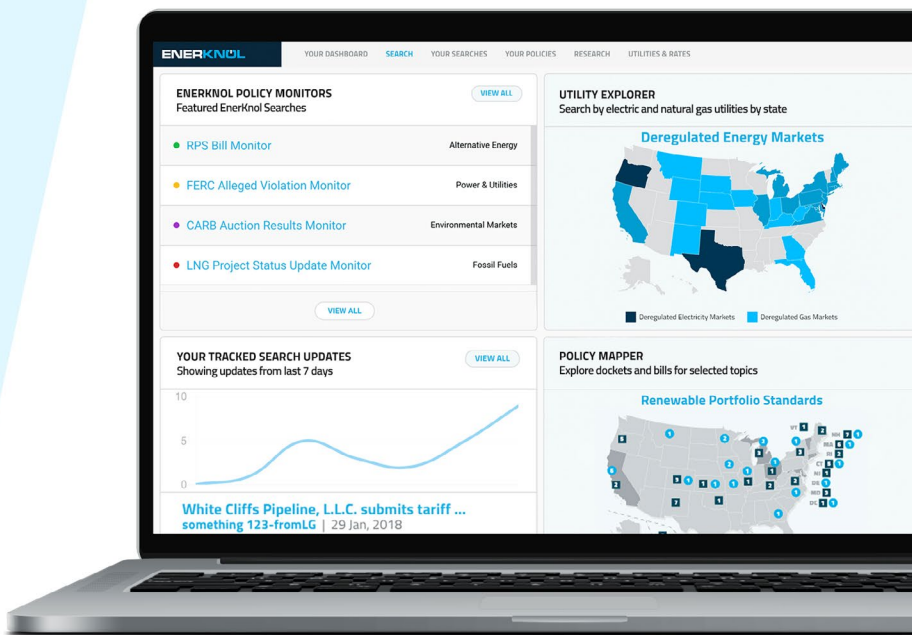 ENERKNOL
YOUR DASHBOARD SEARCH YOUR SEARCHES YOUR POLICIES RESEARCH UTILITIES & RATES
ENERKNOL POLICY MONITORS
Featured EnerKnol Searches
VIEW ALL
RPS Bill Monitor Alternative Energy
FERC Alleged Violation Monitor Power & Utilities
CARB Auction Results Monitor Environmental Markets
LNG Project Status Update Monitor Fossil Fuels
VIEW ALL
UTILITY EXPLORER
Search by electric and natural gas utilities by state
Deregulated Energy Markets
Deregulated Electricity Markets Deregulated Gas Markets
YOUR TRACKED SEARCH UPDATES
Showing updates from last 7 days
VIEW ALL
10
5
0
White Cliffs Pipeline, L.L.C. submits tariff ...
something 123-fromLG | 29 Jan, 2018
POLICY MAPPER
Explore dockets and bills for selected topics
Renewable Portfolio Standards
VT 1